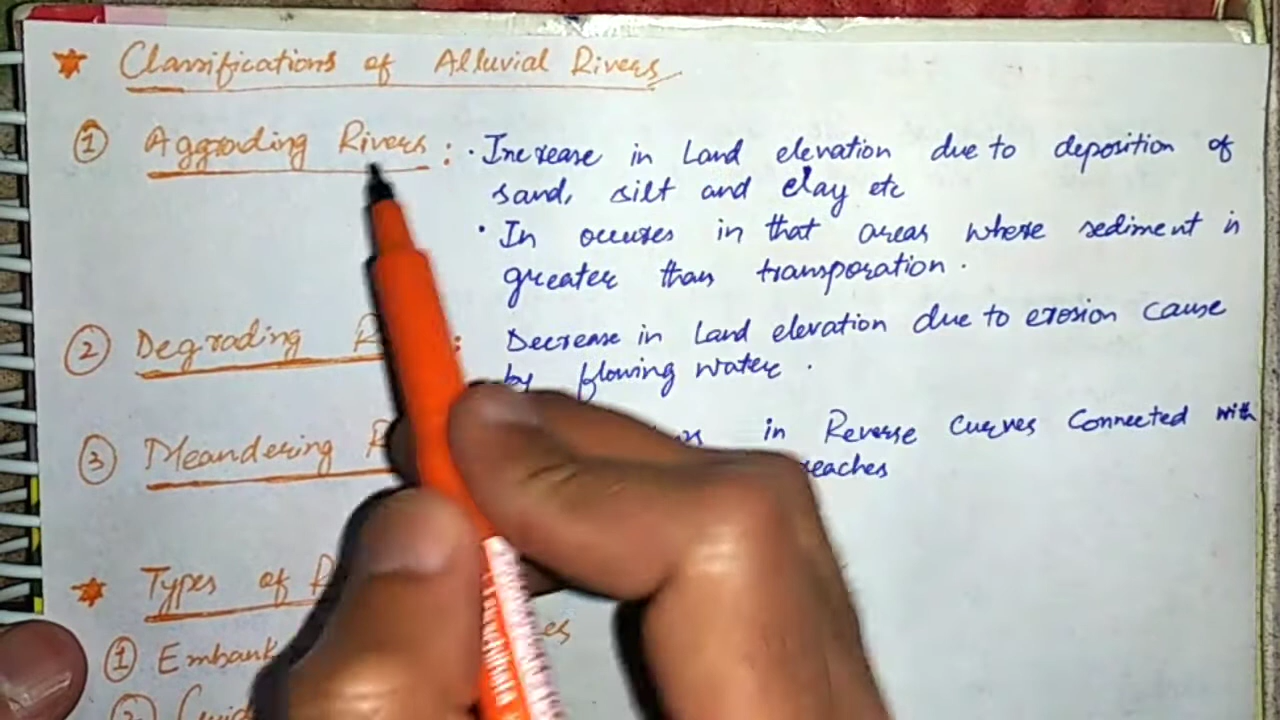 ★ Classifications of Alluvial Rivers
① Aggrading Rivers : · Increase in Land elevation due to deposition of
sand, silt and clay etc
· In occures in that areas where sediment is
greater than transporation.
② Degrading : Decrease in Land elevation due to erosion cause
by flowing water.
③ Meandering in Reverse Curves Connected with
reaches
★ Types of
① Embank es